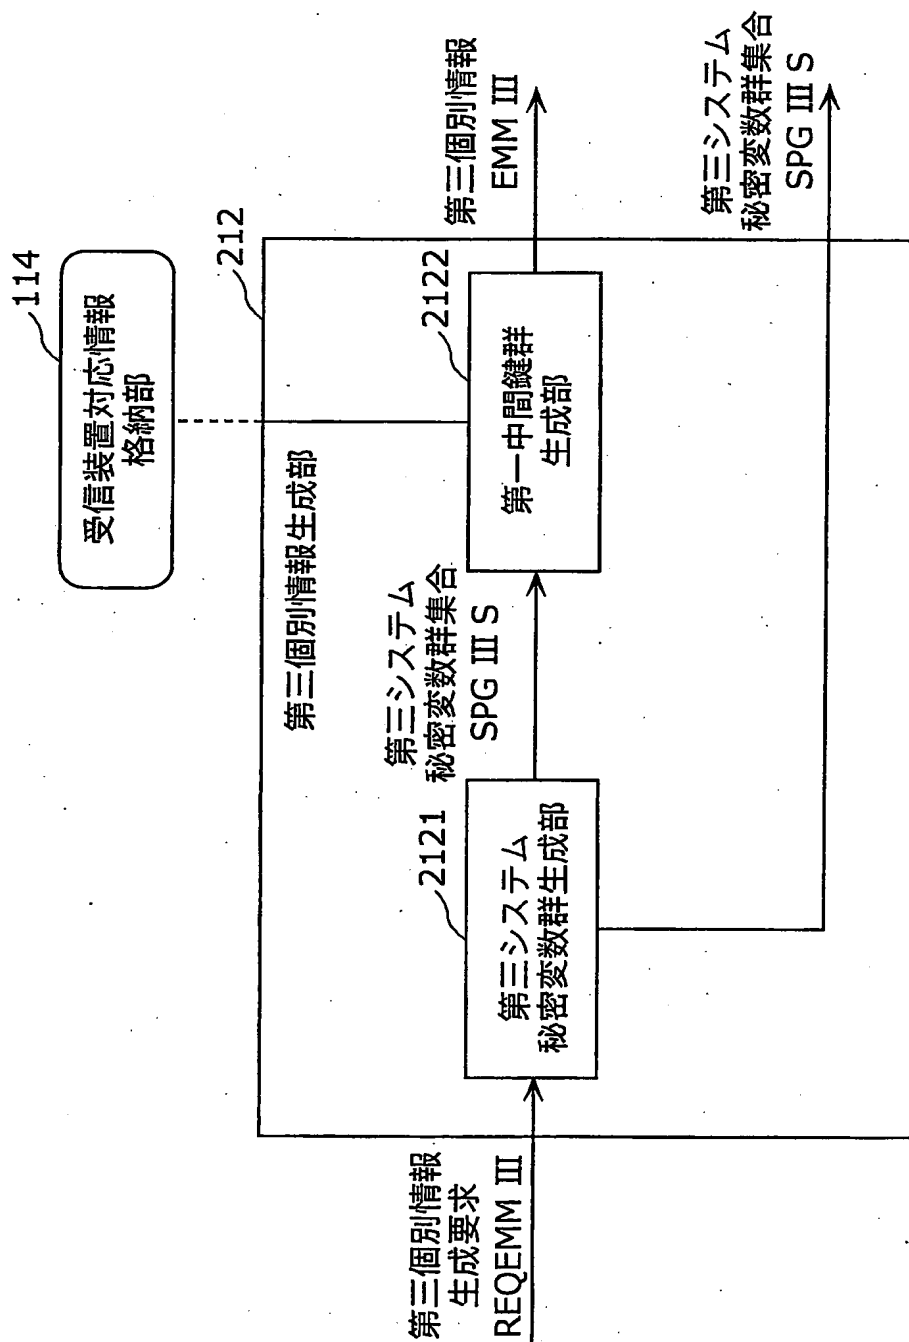 114
受信装置対応情報
格納部
212
第三個別情報生成部
第三個別情報
生成要求
REQEMM III
2121
第三システム
秘密変数群生成部
第三システム
秘密変数群集合
SPG III S
2122
第一中間鍵群
生成部
第三個別情報
EMM III
第三システム
秘密変数群集合
SPG III S